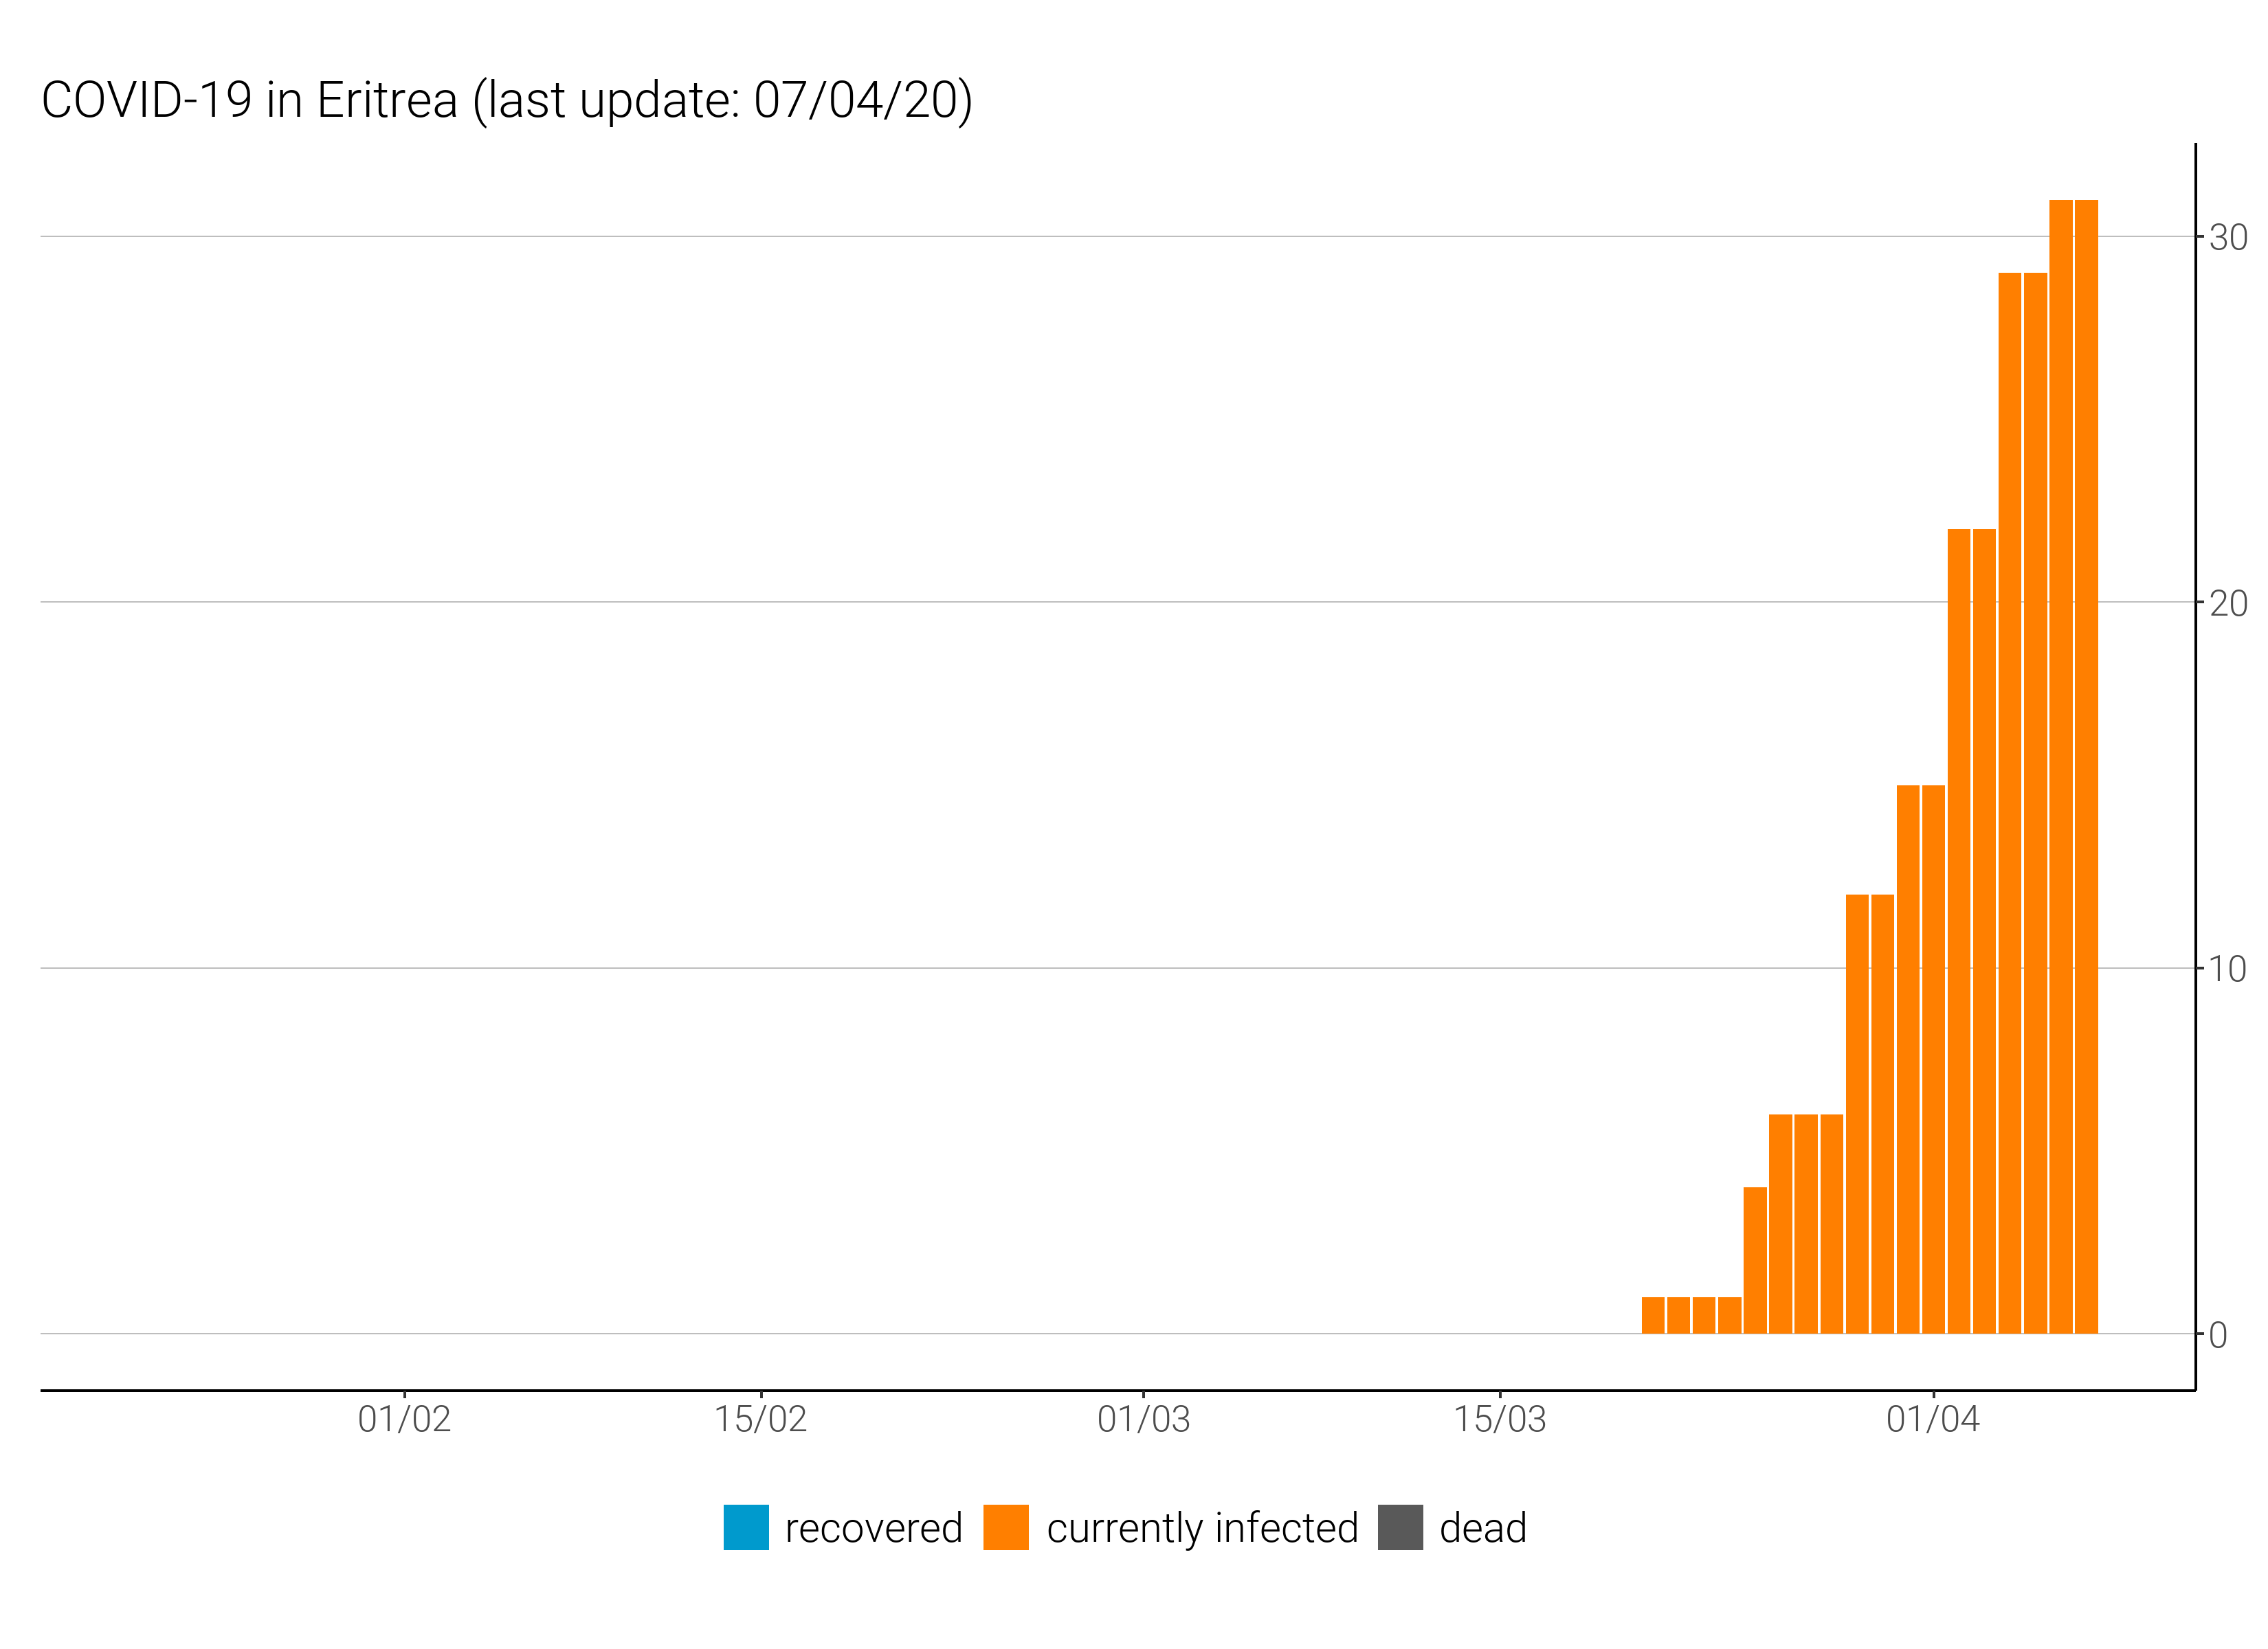 COVID-19 in Eritrea (last update: 07/04/20)
30
20
10
0
01/02 15/02 01/03 15/03 01/04
recovered currently infected dead